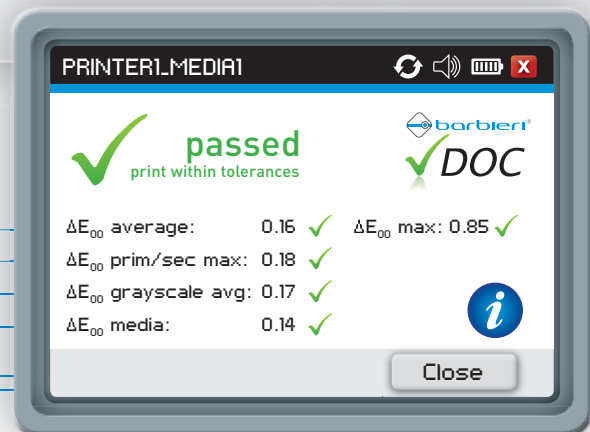 PRINTER1_MEDIA1
passed
print within tolerances
barbieri®
DOC
ΔE₀₀ average: 0.16
ΔE₀₀ max: 0.85
ΔE₀₀ prim/sec max: 0.18
ΔE₀₀ grayscale avg: 0.17
ΔE₀₀ media: 0.14
i
Close